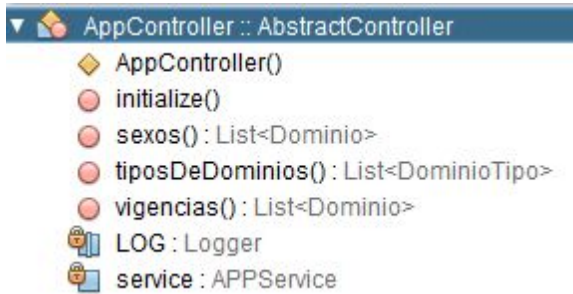 AppController :: AbstractController
AppController()
initialize()
sexos() : List<Dominio>
tiposDeDominios() : List<DominioTipo>
vigencias() : List<Dominio>
LOG : Logger
service : APPService